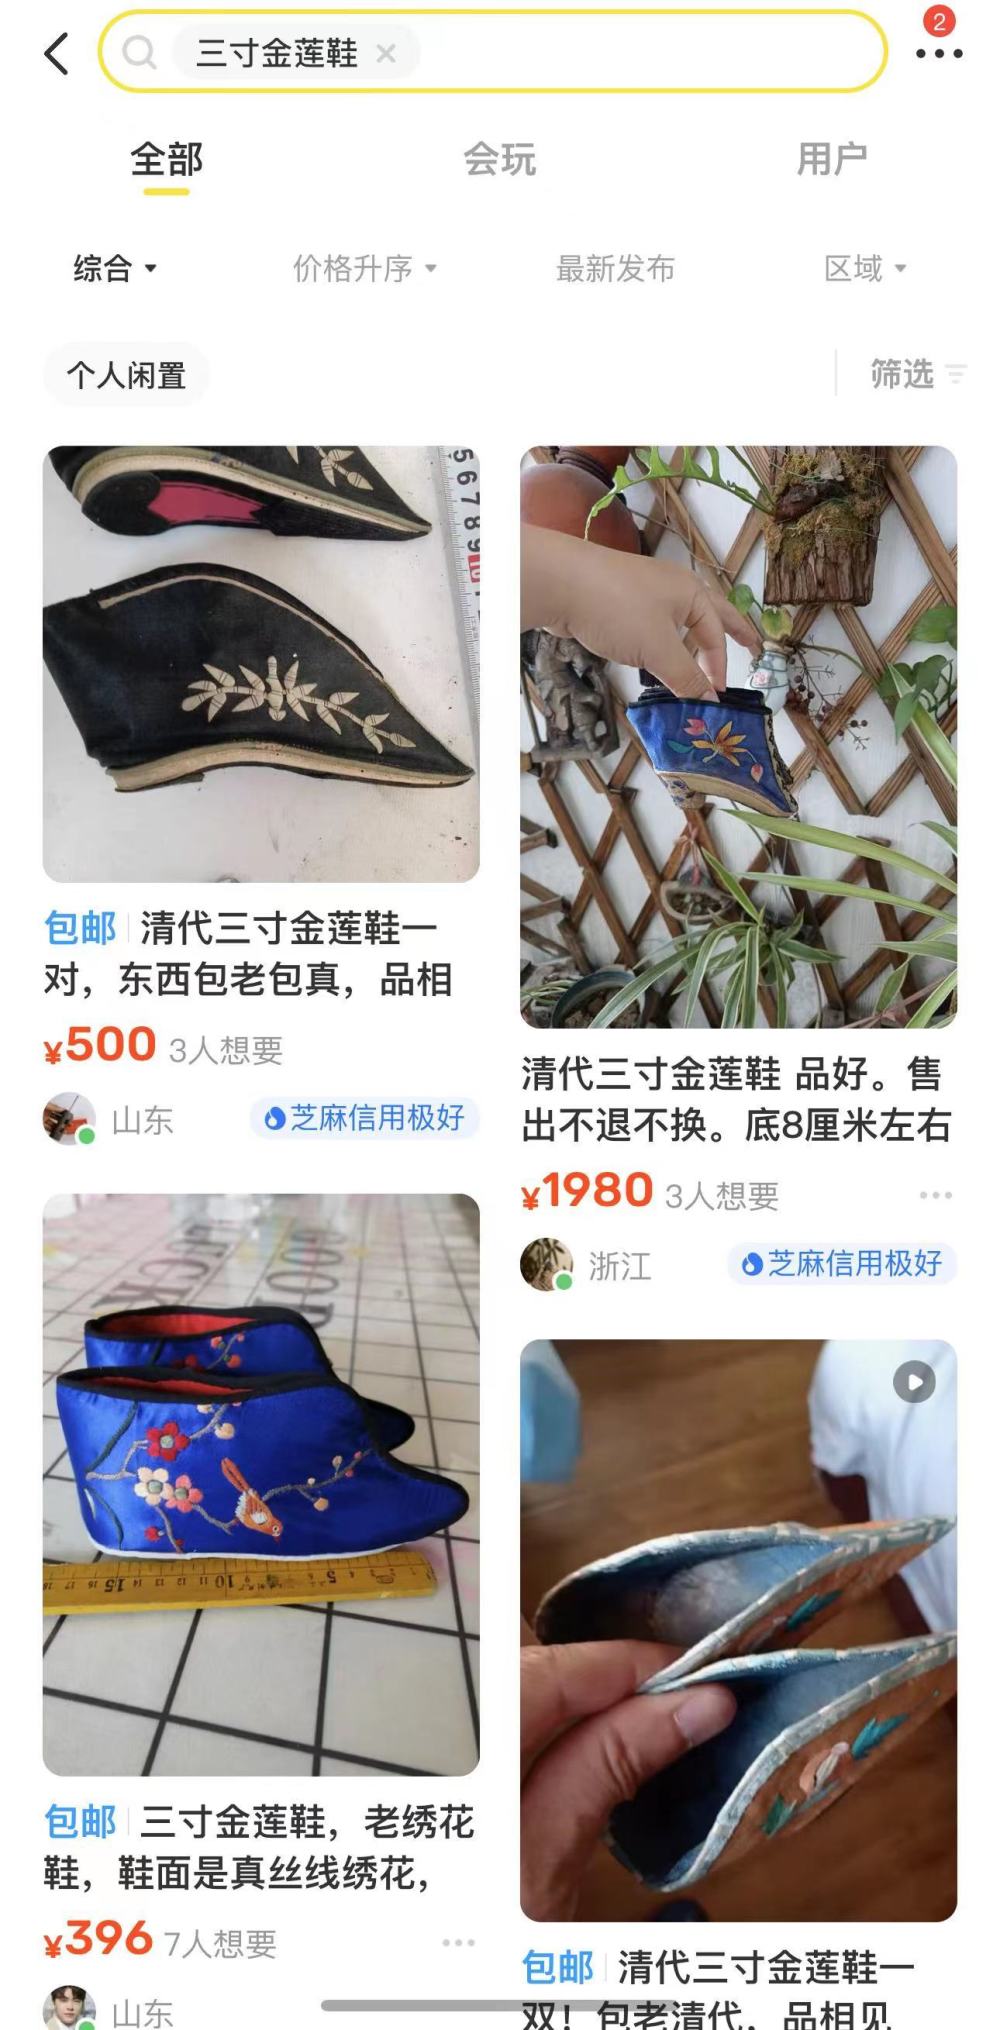 2
三寸金莲鞋
全部 会玩 用户
综合 价格升序 最新发布 区域
个人闲置 筛选
包邮 清代三寸金莲鞋一
对，东西包老包真，品相
¥500 3人想要
山东 芝麻信用极好
清代三寸金莲鞋 品好。售
出不退不换。底8厘米左右
¥1980 3人想要
浙江 芝麻信用极好
包邮 三寸金莲鞋，老绣花
鞋，鞋面是真丝线绣花，
¥396 7人想要
山东
包邮 清代三寸金莲鞋一
双！包老清代，品相见